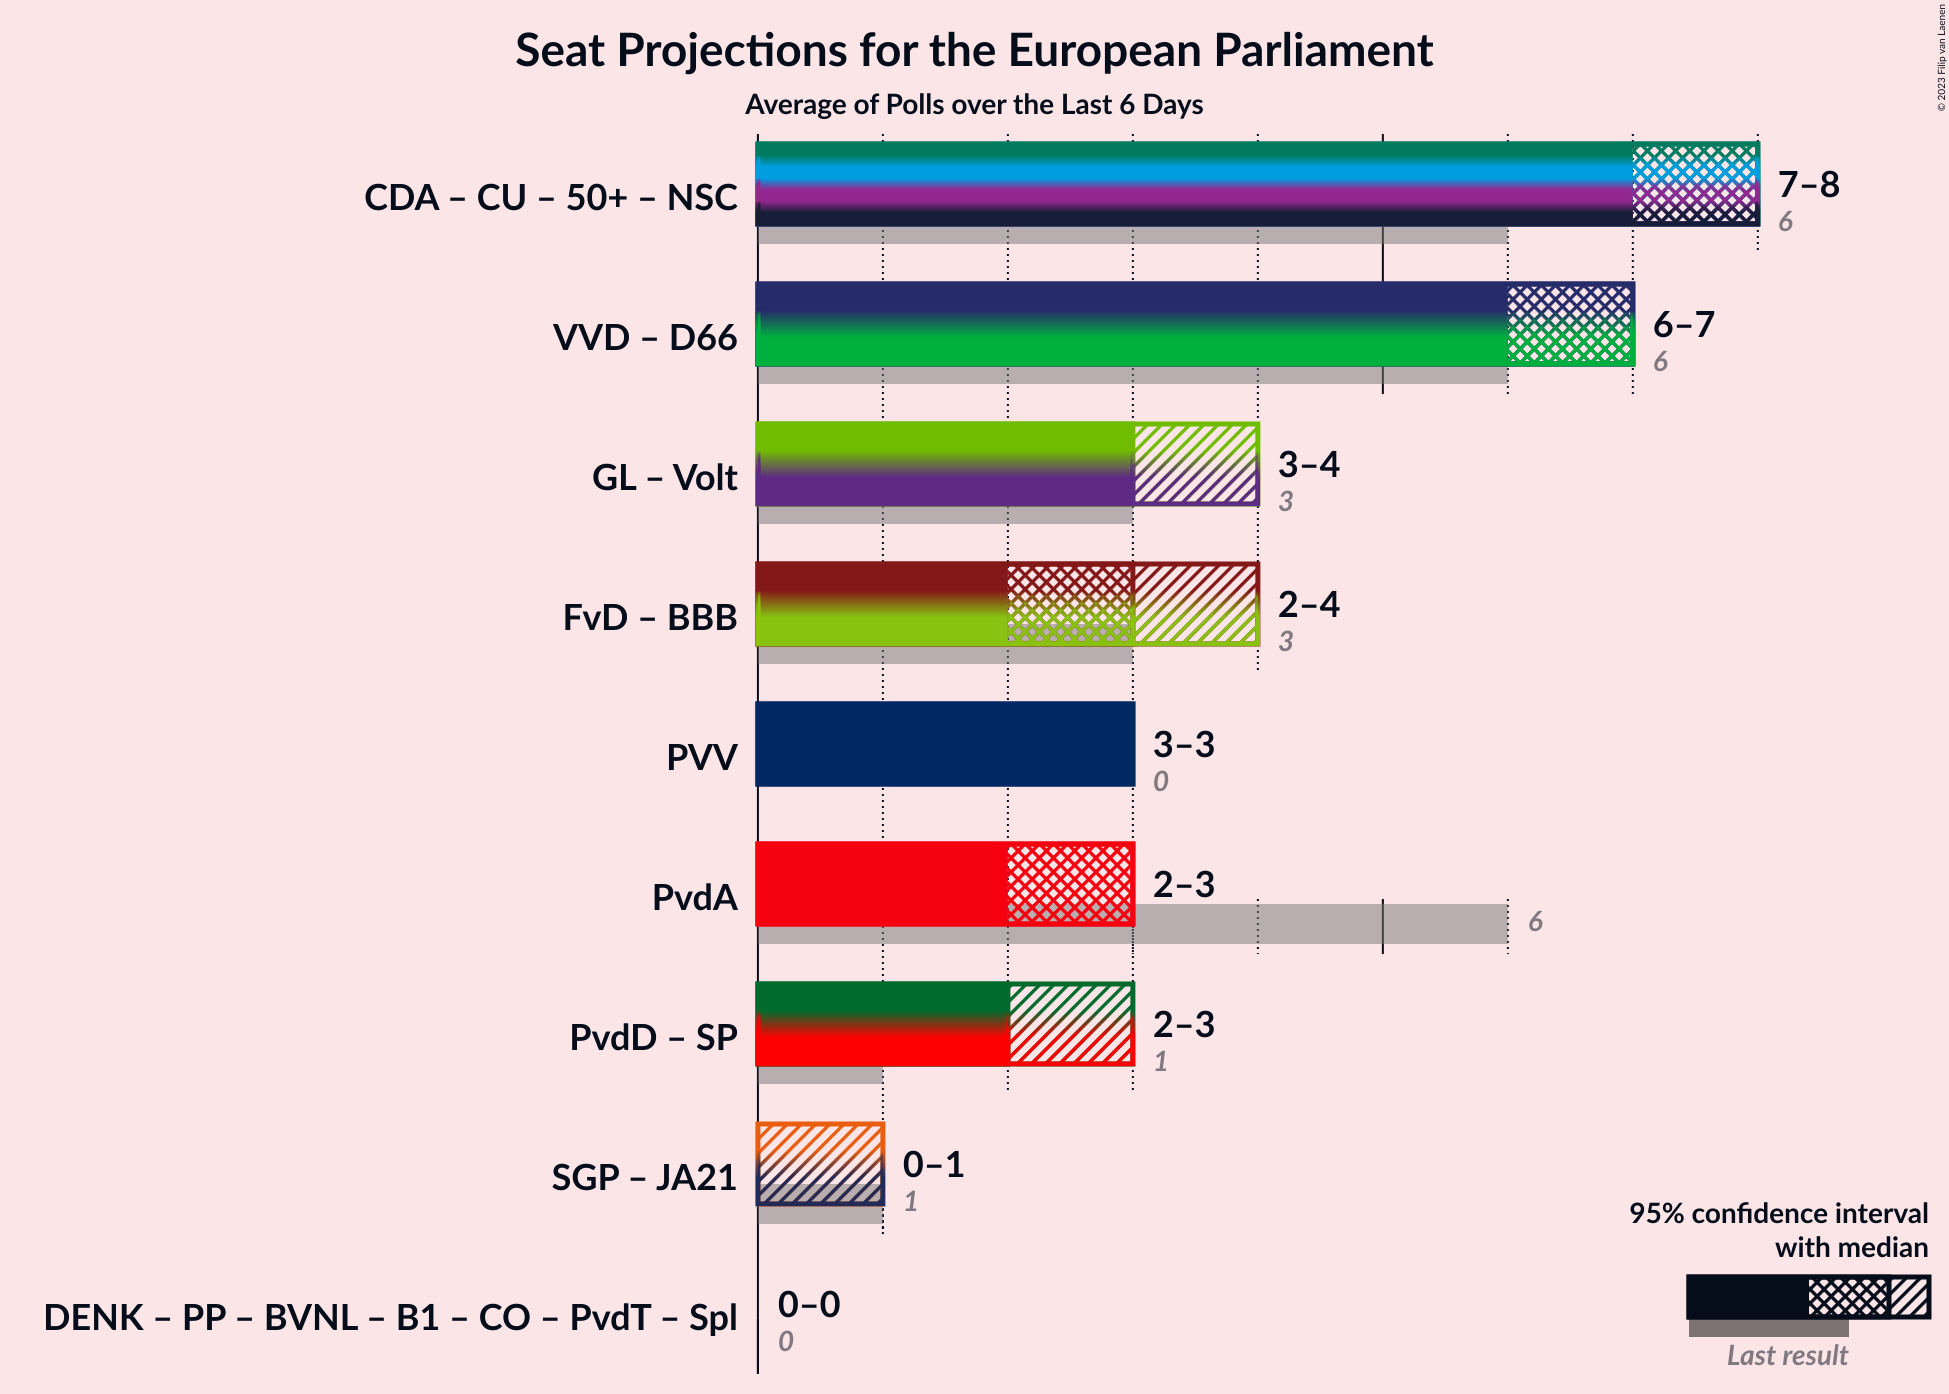 Seat Projections for the European Parliament
Average of Polls over the Last 6 Days
© 2023 Filip van Laenen
CDA – CU – 50+ – NSC
7–8
6
VVD – D66
6–7
6
GL – Volt
3–4
3
FvD – BBB
2–4
3
PVV
3–3
0
PvdA
2–3
6
PvdD – SP
2–3
1
SGP – JA21
0–1
1
DENK – PP – BVNL – B1 – CO – PvdT – Spl
0–0
0
95% confidence interval
with median
Last result